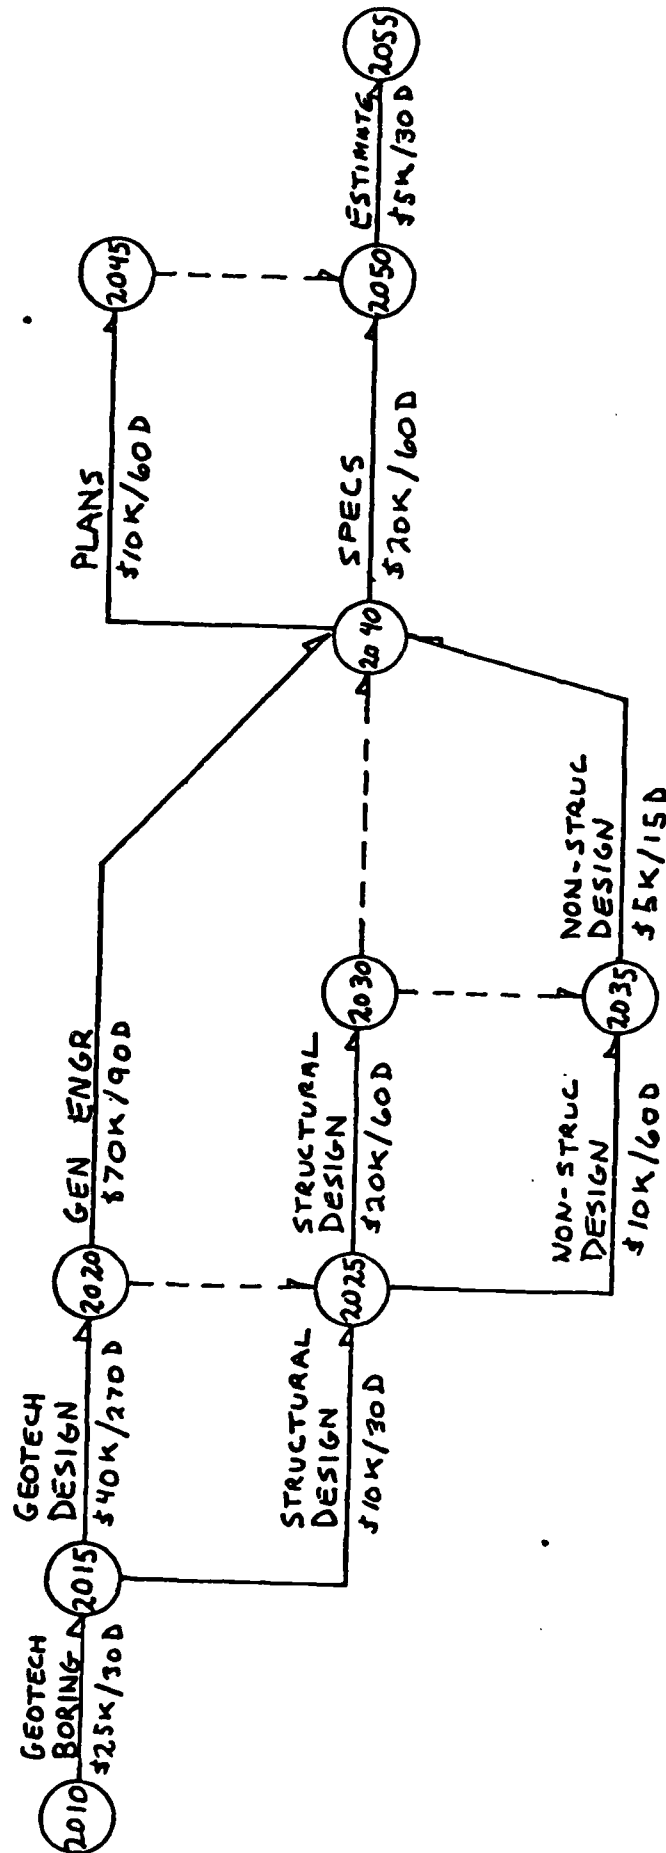 2010
GEOTECH
BORING
$25K/30D
2015
GEOTECH
DESIGN
$40K/270D
2020
GEN ENGR
$70K/90D
STRUCTURAL
DESIGN
$10K/30D
2025
STRUCTURAL
DESIGN
$20K/60D
2030
NON-STRUC
DESIGN
$10K/60D
2035
NON-STRUC
DESIGN
$5K/15D
2040
PLANS
$10K/60D
2045
SPECS
$20K/60D
2050
ESTIMATE
$5K/30D
2055